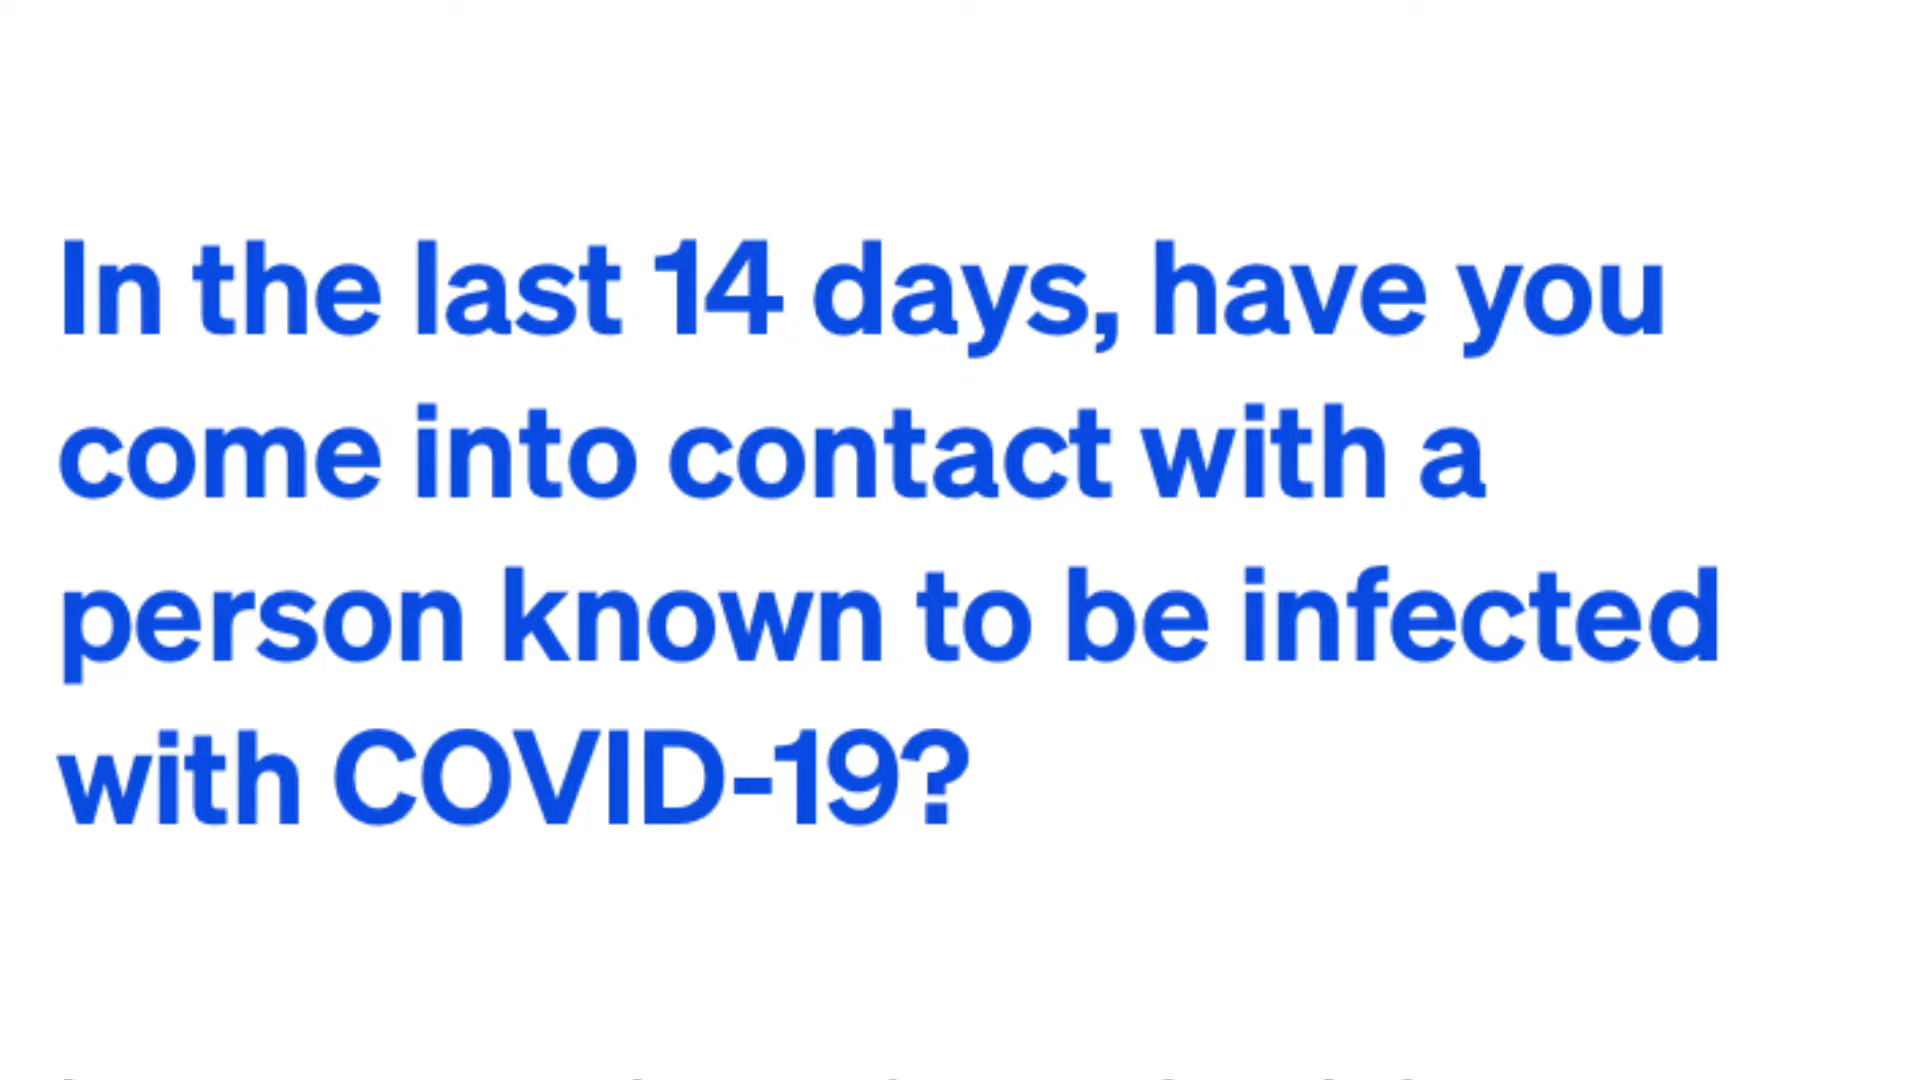 In the last 14 days, have you
come into contact with a
person known to be infected
with COVID-19?